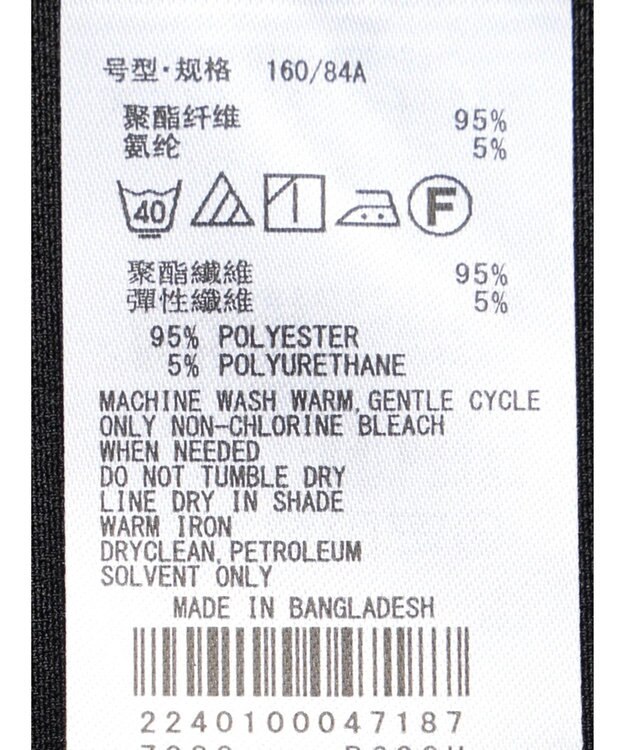 号型·规格 160/84A
聚酯纤维 95%
氨纶 5%
40 F
聚酯纖維 95%
彈性纖維 5%
95% POLYESTER
5% POLYURETHANE
MACHINE WASH WARM, GENTLE CYCLE
ONLY NON-CHLORINE BLEACH
WHEN NEEDED
DO NOT TUMBLE DRY
LINE DRY IN SHADE
WARM IRON
DRYCLEAN, PETROLEUM
SOLVENT ONLY
MADE IN BANGLADESH
2240100047187